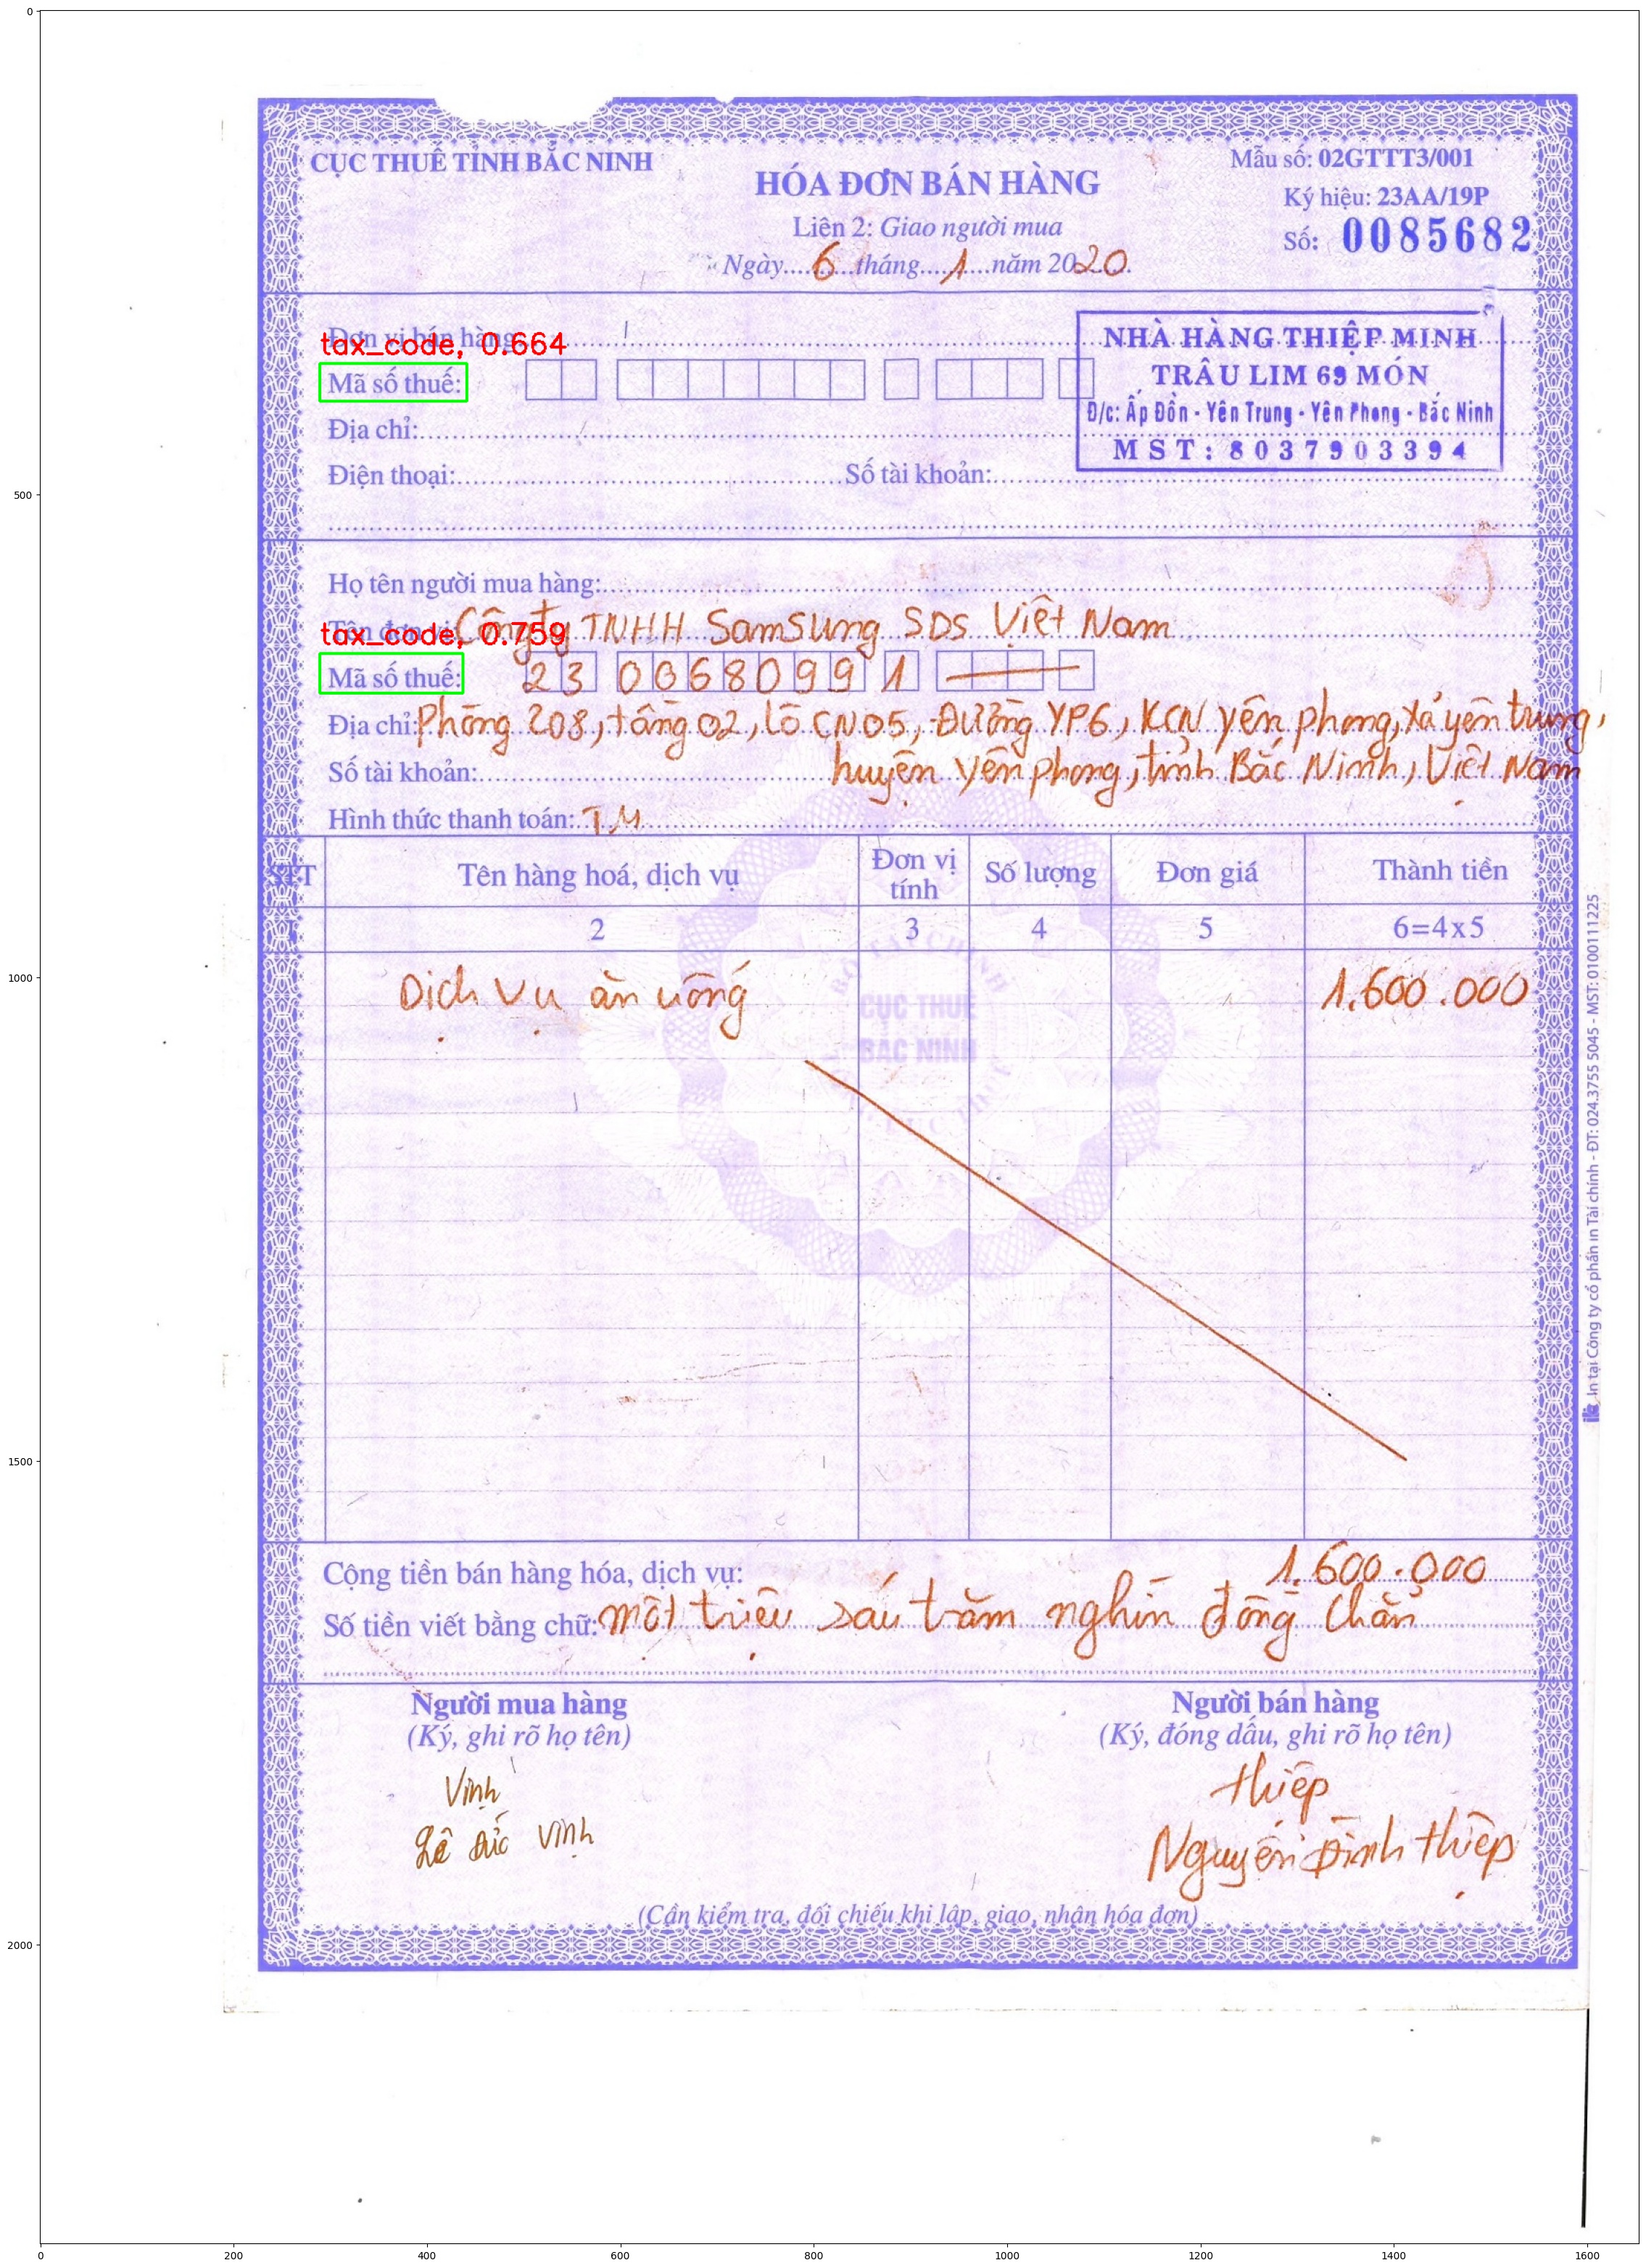 CỤC THUẾ TỈNH BẮC NINH
HÓA ĐƠN BÁN HÀNG
Liên 2: Giao người mua
Ngày....6....tháng....1....năm 2020
Mẫu số: 02GTTT3/001
Ký hiệu: 23AA/19P
Số: 0085682
Đơn vị bán hàng
tax_code, 0.664
Mã số thuế:
Địa chỉ:
Điện thoại: Số tài khoản:
NHÀ HÀNG THIỆP MINH
TRÂU LIM 69 MÓN
Đ/c: Ấp Đồn - Yên Trung - Yên Phong - Bắc Ninh
MST: 8037903394
Họ tên người mua hàng:
Tên đơn vị: Công ty TNHH SamSung SDS Việt Nam
tax_code, 0.759
Mã số thuế: 23 0068099 1
Địa chỉ: Phòng 208, tầng 02, Lô CN05, Đường YP6, KCN yên phong, xã yên trung,
huyện yên phong, tỉnh Bắc Ninh, Việt Nam
Số tài khoản:
Hình thức thanh toán: TM
STT Tên hàng hoá, dịch vụ Đơn vị tính Số lượng Đơn giá Thành tiền
1 2 3 4 5 6=4x5
Dịch vụ ăn uống 1.600.000
BỘ TÀI CHÍNH
CỤC THUẾ
BẮC NINH
Cộng tiền bán hàng hóa, dịch vụ: 1.600.000
Số tiền viết bằng chữ: một triệu sáu trăm nghìn đồng chẵn
Người mua hàng
(Ký, ghi rõ họ tên)
Vinh
Lê Đức Vinh
Người bán hàng
(Ký, đóng dấu, ghi rõ họ tên)
thiệp
Nguyễn Đình thiệp
(Cần kiểm tra, đối chiếu khi lập, giao, nhận hóa đơn)
In tại Công ty cổ phần in Tài chính - ĐT: 024.3755 5045 - MST: 0100111225
0
500
1000
1500
2000
0 200 400 600 800 1000 1200 1400 1600